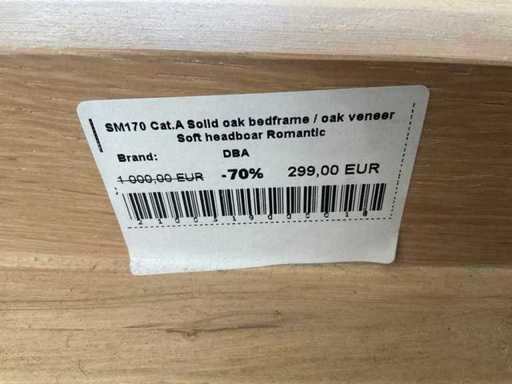 SM170 Cat.A Solid oak bedframe / oak veneer
Soft headboar Romantic
Brand: DBA
1 000,00 EUR -70% 299,00 EUR